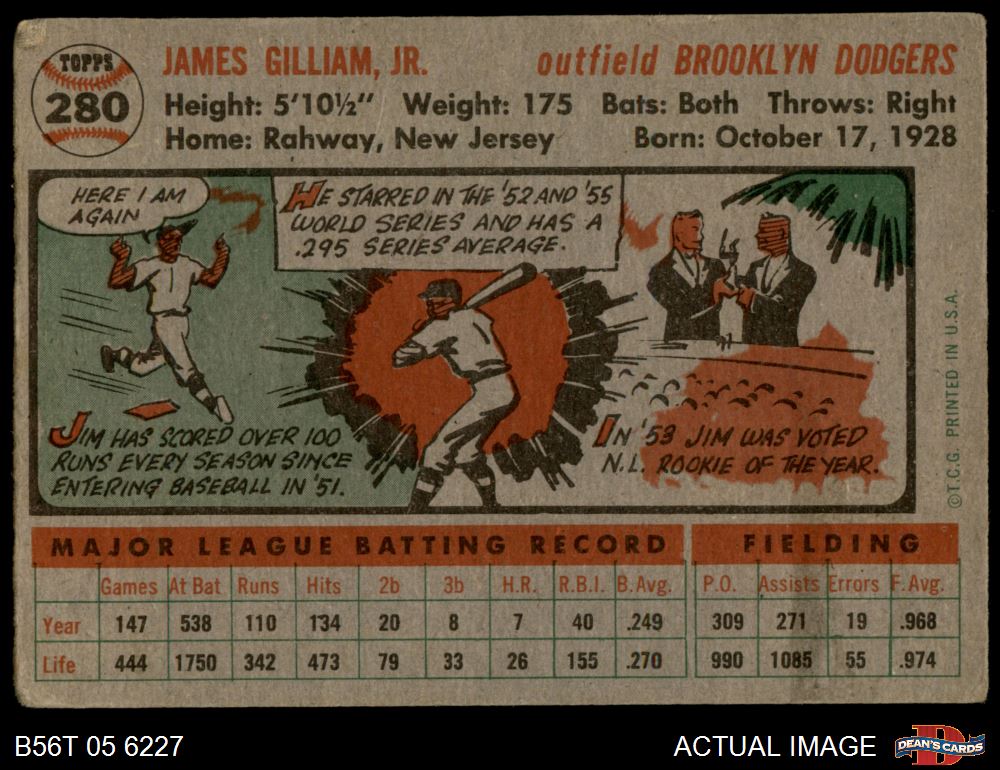 TOPPS
280
JAMES GILLIAM, JR. outfield BROOKLYN DODGERS
Height: 5'10½" Weight: 175 Bats: Both Throws: Right
Home: Rahway, New Jersey Born: October 17, 1928
HERE I AM
AGAIN
HE STARRED IN THE '52 AND '55
WORLD SERIES AND HAS A
.295 SERIES AVERAGE.
JIM HAS SCORED OVER 100
RUNS EVERY SEASON SINCE
ENTERING BASEBALL IN '51.
IN '53 JIM WAS VOTED
N.L. ROOKIE OF THE YEAR.
©T.C.G. PRINTED IN U.S.A.
MAJOR LEAGUE BATTING RECORD FIELDING
Games At Bat Runs Hits 2b 3b H.R. R.B.I. B.Avg. P.O. Assists Errors F.Avg.
Year 147 538 110 134 20 8 7 40 .249 309 271 19 .968
Life 444 1750 342 473 79 33 26 155 .270 990 1085 55 .974
B56T 05 6227 ACTUAL IMAGE
D
DEAN'S CARDS